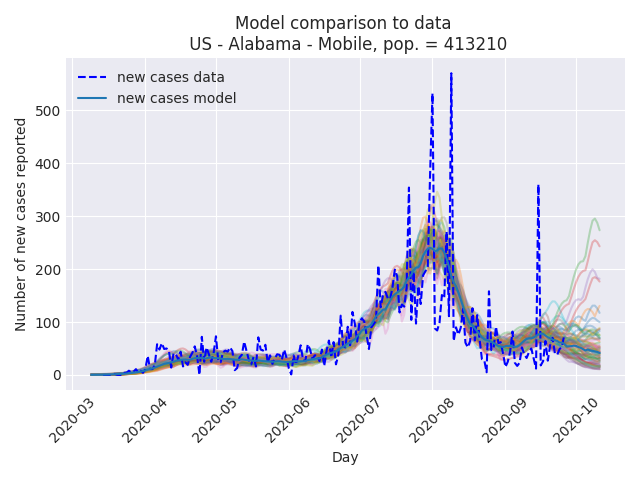 Model comparison to data
US - Alabama - Mobile, pop. = 413210
new cases data
new cases model
Number of new cases reported
500
400
300
200
100
0
2020-03
2020-04
2020-05
2020-06
2020-07
2020-08
2020-09
2020-10
Day